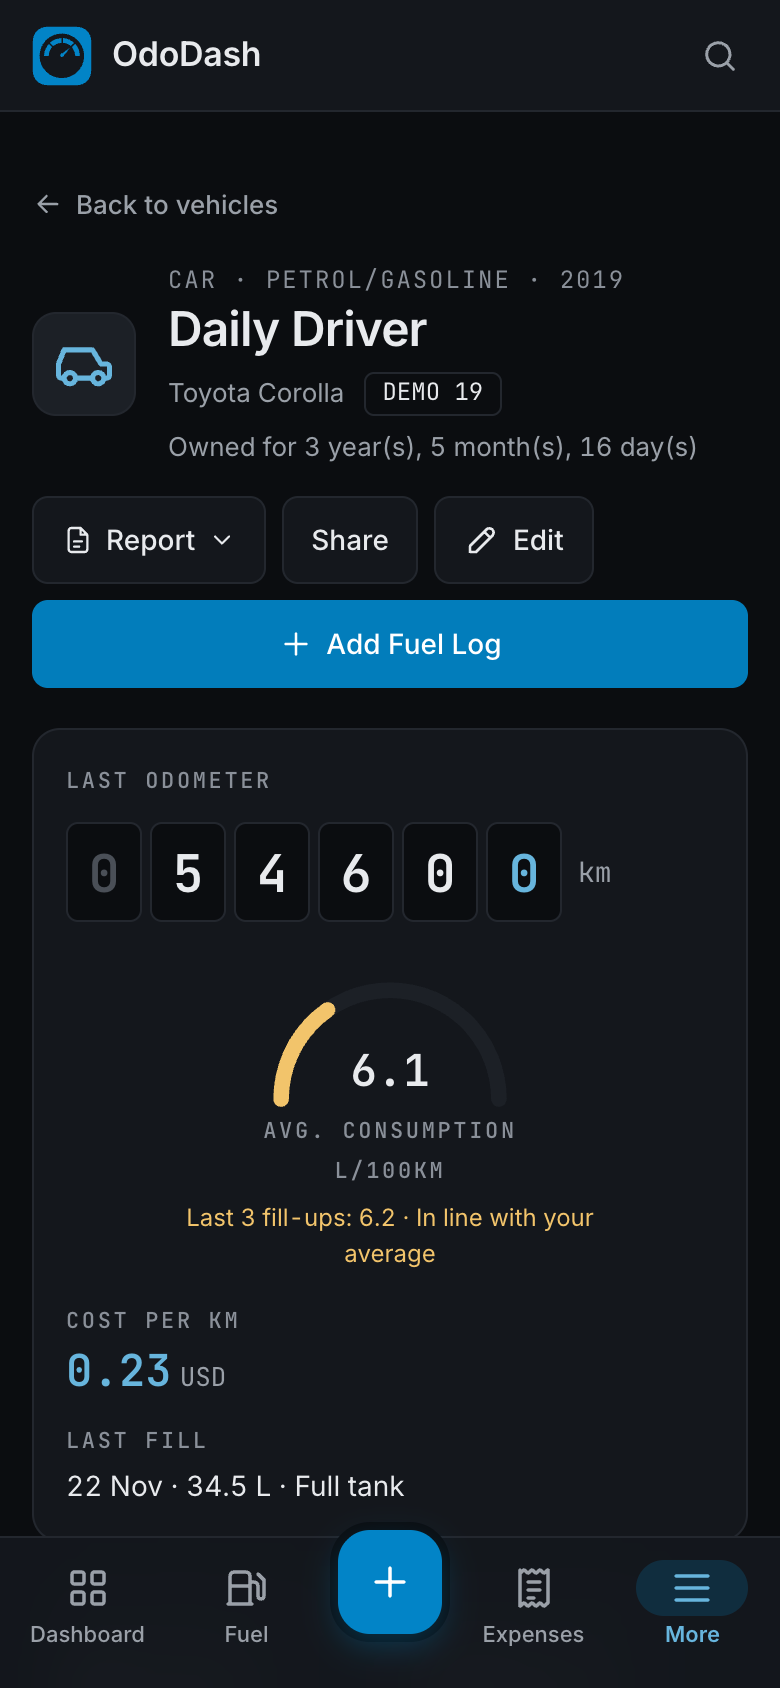 OdoDash
Back to vehicles
CAR · PETROL/GASOLINE · 2019
Daily Driver
Toyota Corolla DEMO 19
Owned for 3 year(s), 5 month(s), 16 day(s)
Report Share Edit
Add Fuel Log
LAST ODOMETER
0 5 4 6 0 0 km
6.1
AVG. CONSUMPTION
L/100KM
Last 3 fill-ups: 6.2 · In line with your
average
COST PER KM
0.23 USD
LAST FILL
22 Nov · 34.5 L · Full tank
Dashboard Fuel Expenses More